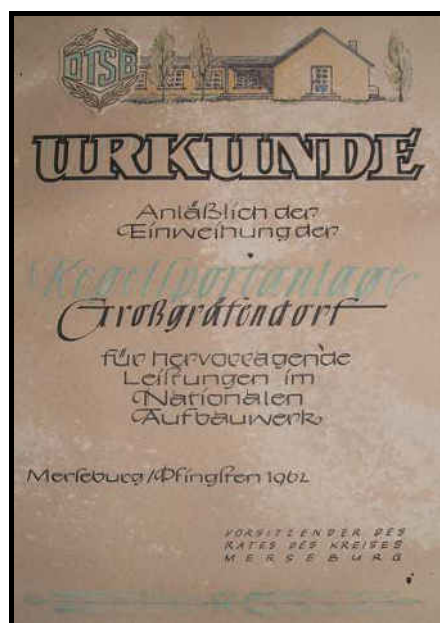 DTSB
URKUNDE
Anläßlich der
Einweihung der
Kegelsportanlage
Großgräfendorf
für hervorragende
Leistungen im
Nationalen
Aufbauwerk
Merseburg/Pfingsten 1962
VORSITZENDER DES
RATES DES KREISES
MERSEBURG